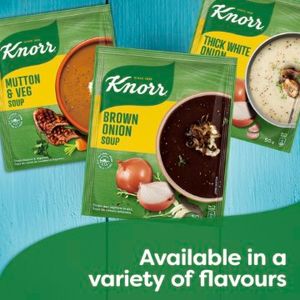 Knorr
MUTTON
& VEG
SOUP
Knorr
BROWN
ONION
SOUP
Knorr
THICK WHITE
ONION
Available in a
variety of flavours